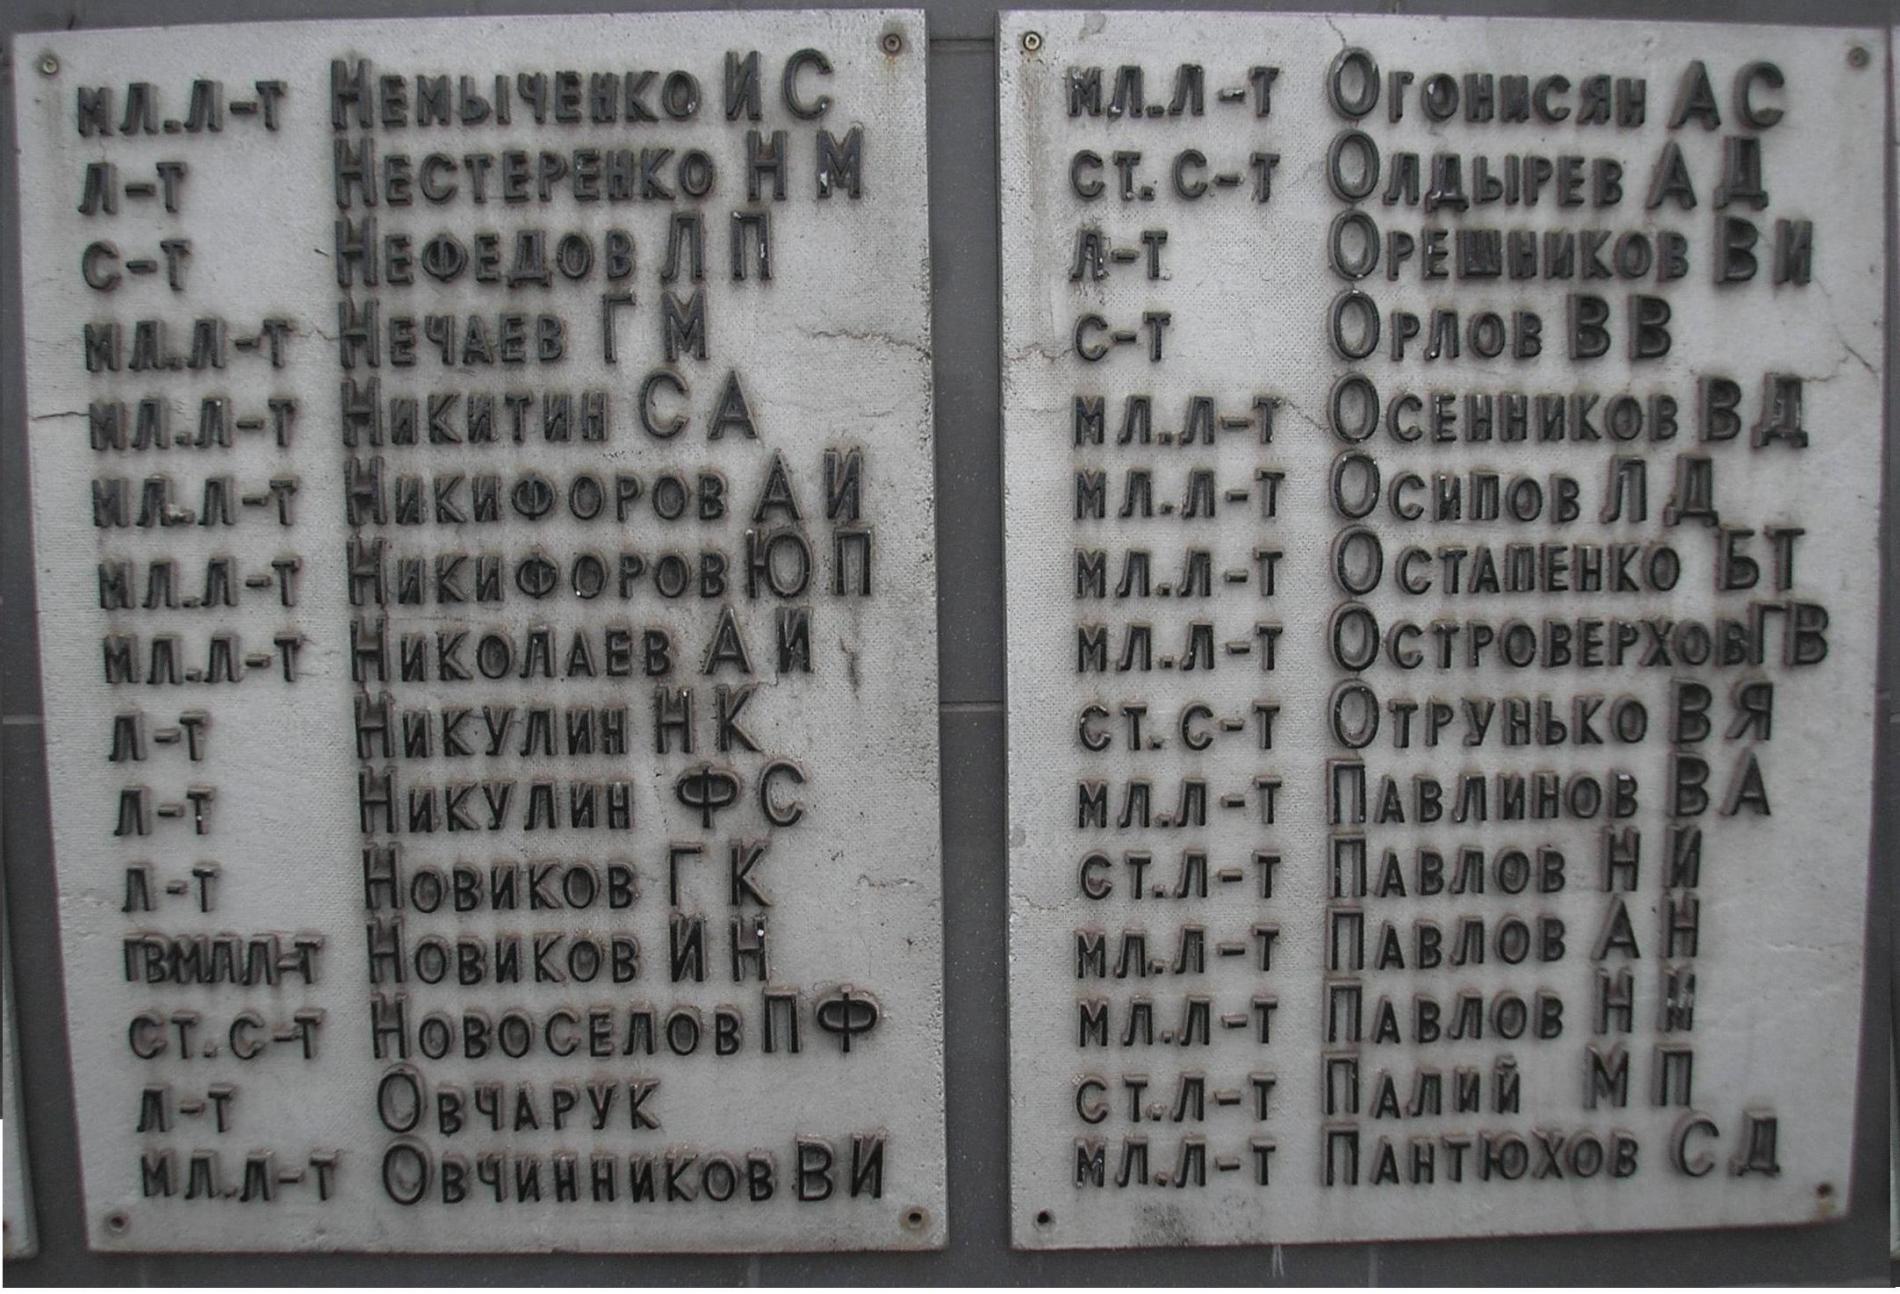 мл.л-т Немыченко И С
л-т Нестеренко Н М
с-т Нефедов Л П
мл.л-т Нечаев Г М
мл.л-т Никитин С А
мл.л-т Никифоров А И
мл.л-т Никифоров Ю П
мл.л-т Николаев А И
л-т Никулин Н К
л-т Никулин Ф С
л-т Новиков Г К
гвмлл-т Новиков И Н
ст.с-т Новоселов П Ф
л-т Овчарук
мл.л-т Овчинников В И
мл.л-т Огонисян А С
ст.с-т Олдырев А Д
л-т Орешников В И
с-т Орлов В В
мл.л-т Осенников В Д
мл.л-т Осипов Л Д
мл.л-т Остапенко Б Т
мл.л-т Островерхов Г В
ст.с-т Отрунько В Я
мл.л-т Павлинов В А
ст.л-т Павлов Н И
мл.л-т Павлов А Н
мл.л-т Павлов Н И
ст.л-т Палий М П
мл.л-т Пантюхов С Д